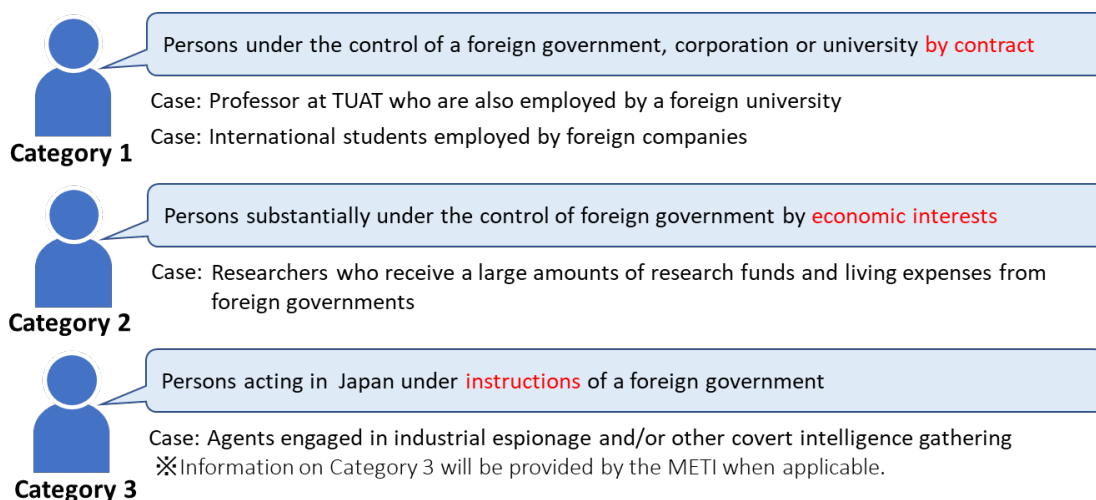 Persons under the control of a foreign government, corporation or university by contract
Case: Professor at TUAT who are also employed by a foreign university
Case: International students employed by foreign companies
Category 1
Persons substantially under the control of foreign government by economic interests
Case: Researchers who receive a large amounts of research funds and living expenses from
foreign governments
Category 2
Persons acting in Japan under instructions of a foreign government
Case: Agents engaged in industrial espionage and/or other covert intelligence gathering
※Information on Category 3 will be provided by the METI when applicable.
Category 3